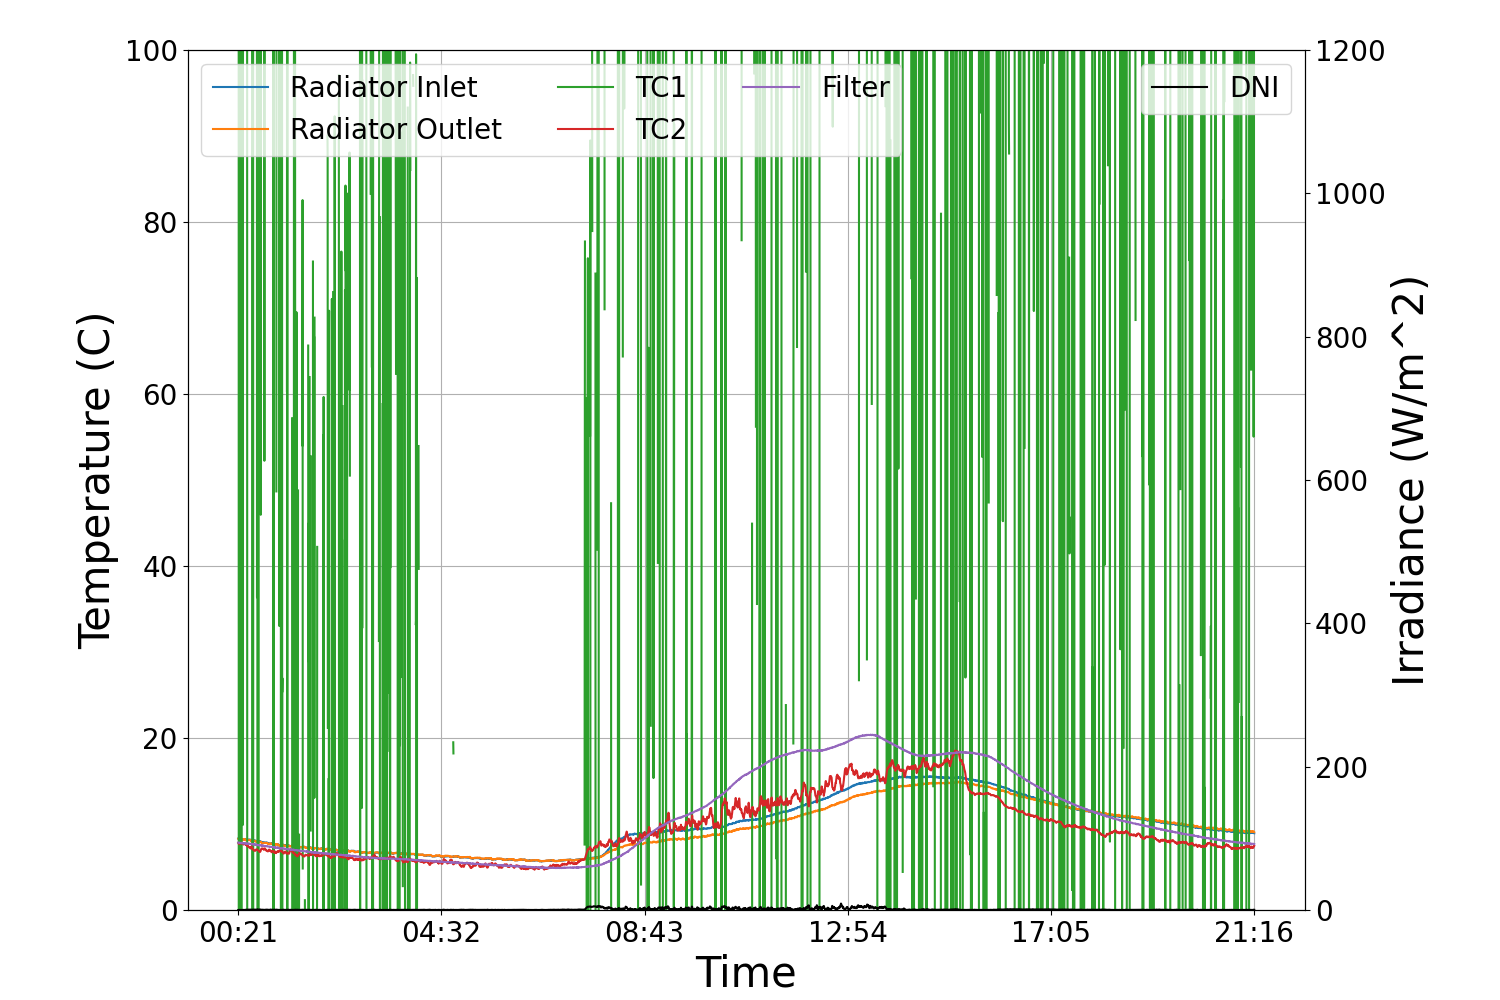 100
80
60
40
20
0
Temperature (C)
Radiator Inlet
Radiator Outlet
TC1
TC2
Filter
DNI
1200
1000
800
600
400
200
0
Irradiance (W/m^2)
00:21 04:32 08:43 12:54 17:05 21:16
Time